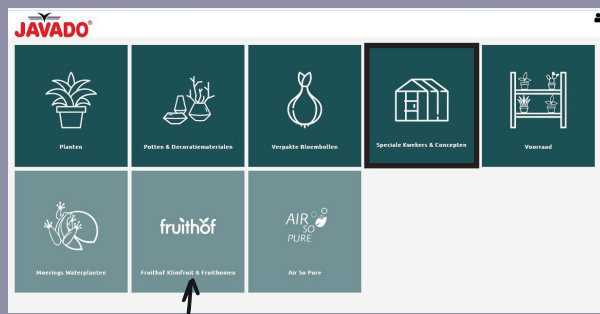 JAVADO®
Planten
Potten & Decoratiematerialen
Verpakte Bloembollen
Speciale Kwekers & Concepten
Voorraad
fruithof
AIR
SO
PURE
Moerings Waterplanten
Fruithof Kleinfruit & Fruitbomen
Air So Pure